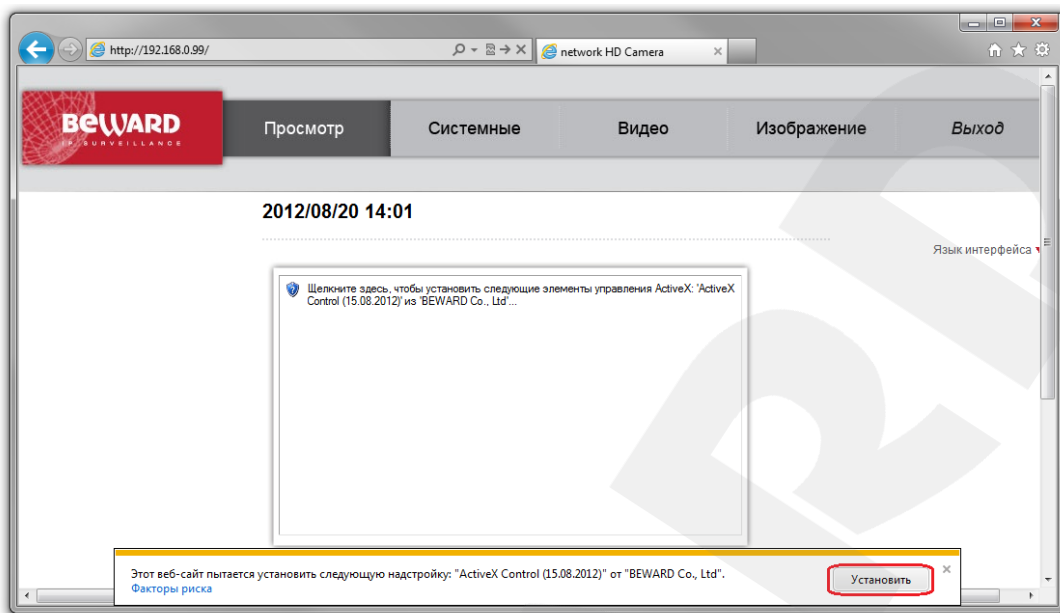 http://192.168.0.99/
network HD Camera
BEWARD
IP SURVEILLANCE
Просмотр
Системные
Видео
Изображение
Выход
2012/08/20 14:01
Язык интерфейса
Щелкните здесь, чтобы установить следующие элементы управления ActiveX: 'ActiveX
Control (15.08.2012)' из 'BEWARD Co., Ltd'...
Этот веб-сайт пытается установить следующую надстройку: "ActiveX Control (15.08.2012)" от "BEWARD Co., Ltd".
Факторы риска
Установить